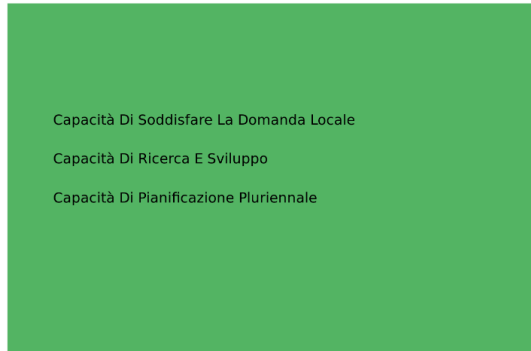 Capacità Di Soddisfare La Domanda Locale
Capacità Di Ricerca E Sviluppo
Capacità Di Pianificazione Pluriennale